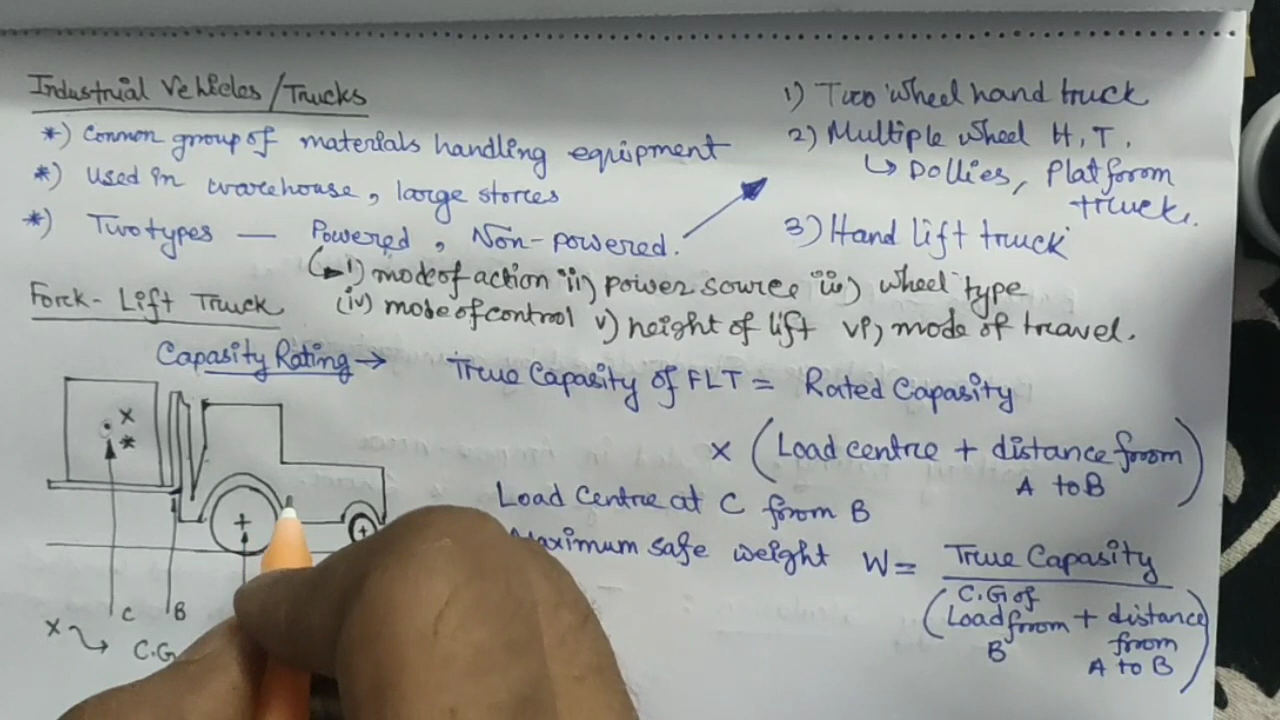 Industrial Vehicles/Trucks
*) Common group of materials handling equipment
*) used in warehouse, large stores
*) Two types — Powered, Non-powered.
1) Two wheel hand truck
2) Multiple wheel H.T.
↳ Dollies, Platform
truck.
3) Hand lift truck
i) mode of action ii) power source iii) wheel type
(iv) mode of control v) height of lift vi) mode of travel.
Fork-Lift Truck
Capasity Rating → True Capasity of FLT = Rated Capasity
x (Load centre + distance from
A to B)
Load Centre at C from B
Maximum safe weight W = True Capasity
(C.G of
Load from + distance
B from
A to B)
x
*
+
+
C
B
x C.G